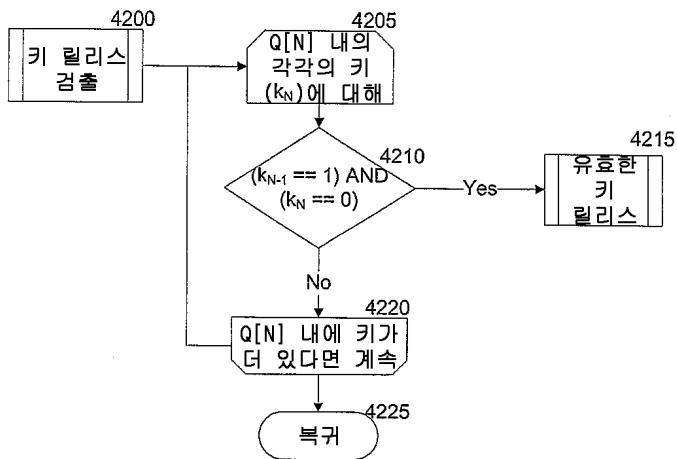 4200
키 릴리스
검출
4205
Q[N] 내의
각각의 키
(kN)에 대해
4210
(kN-1 == 1) AND
(kN == 0)
Yes
4215
유효한
키
릴리스
No
4220
Q[N] 내에 키가
더 있다면 계속
4225
복귀